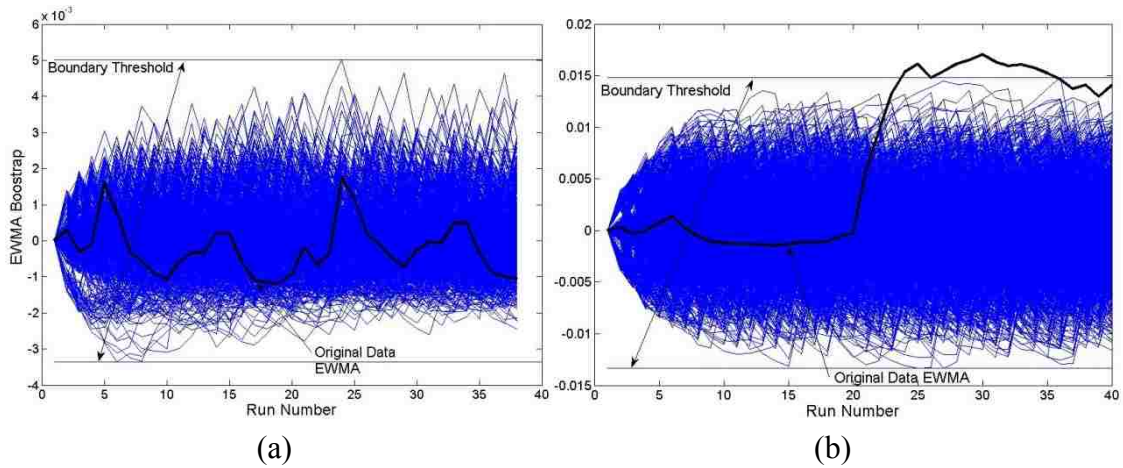 x 10⁻³
6
5
4
3
2
1
0
-1
-2
-3
-4
EWMA Boostrap
Boundary Threshold
Original Data
EWMA
0 5 10 15 20 25 30 35 40
Run Number
(a)
0.02
0.015
0.01
0.005
0
-0.005
-0.01
-0.015
Boundary Threshold
Original Data EWMA
0 5 10 15 20 25 30 35 40
Run Number
(b)